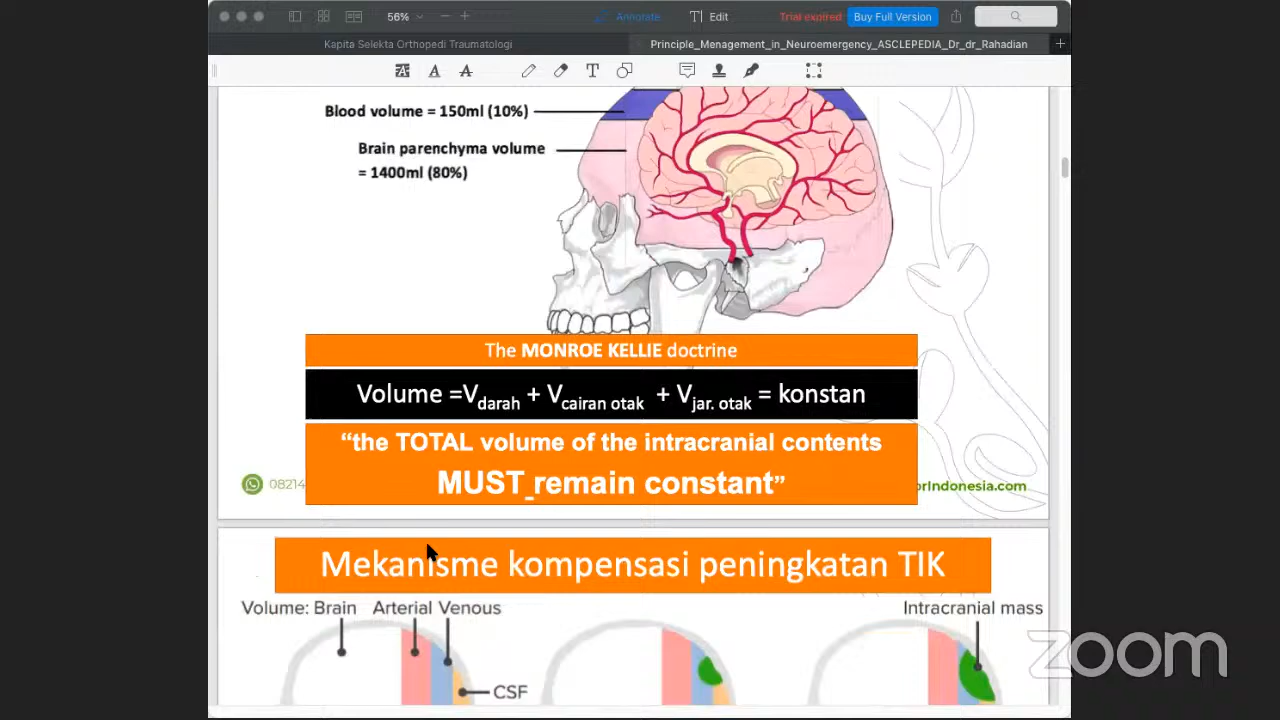 56%
Annotate
Edit
Trial expired
Buy Full Version
Kapita Selekta Orthopedi Traumatologi
Principle_Menagement_in_Neuroemergency_ASCLEPEDIA_Dr_dr_Rahadian
Blood volume = 150ml (10%)
Brain parenchyma volume
= 1400ml (80%)
The MONROE KELLIE doctrine
Volume =Vdarah + Vcairan otak + Vjar. otak = konstan
“the TOTAL volume of the intracranial contents
MUST_remain constant”
08214
orIndonesia.com
Mekanisme kompensasi peningkatan TIK
Volume: Brain Arterial Venous
Intracranial mass
CSF
zoom